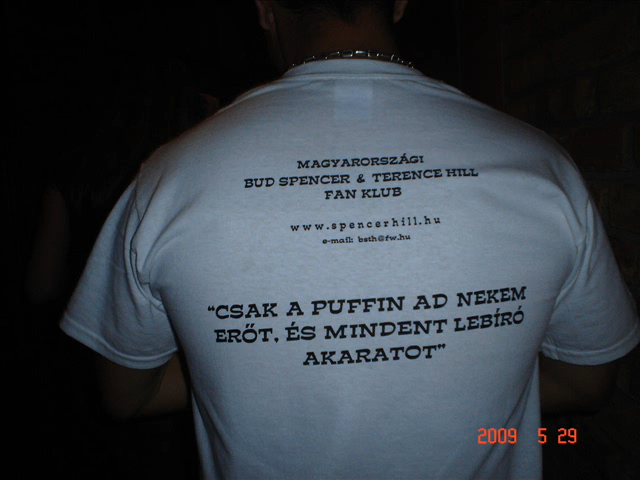 MAGYARORSZÁGI
BUD SPENCER & TERENCE HILL
FAN KLUB
www.spencerhill.hu
e-mail: bsth@fw.hu
“CSAK A PUFFIN AD NEKEM
ERŐT, ÉS MINDENT LEBÍRÓ
AKARATOT”
2009 5 29